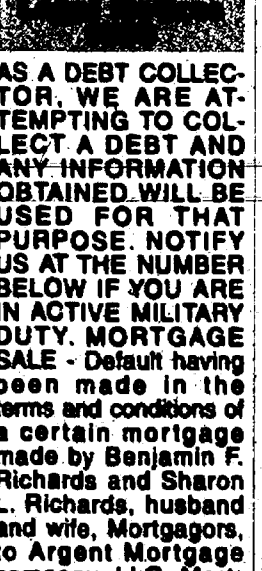 AS A DEBT COLLEC-
TOR, WE ARE AT-
TEMPTING TO COL-
LECT A DEBT AND
ANY INFORMATION
OBTAINED WILL BE
USED FOR THAT
PURPOSE. NOTIFY
US AT THE NUMBER
BELOW IF YOU ARE
IN ACTIVE MILITARY
DUTY. MORTGAGE
SALE - Default having
been made in the
terms and conditions of
a certain mortgage
made by Benjamin F.
Richards and Sharon
L. Richards, husband
and wife, Mortgagors,
to Argent Mortgage